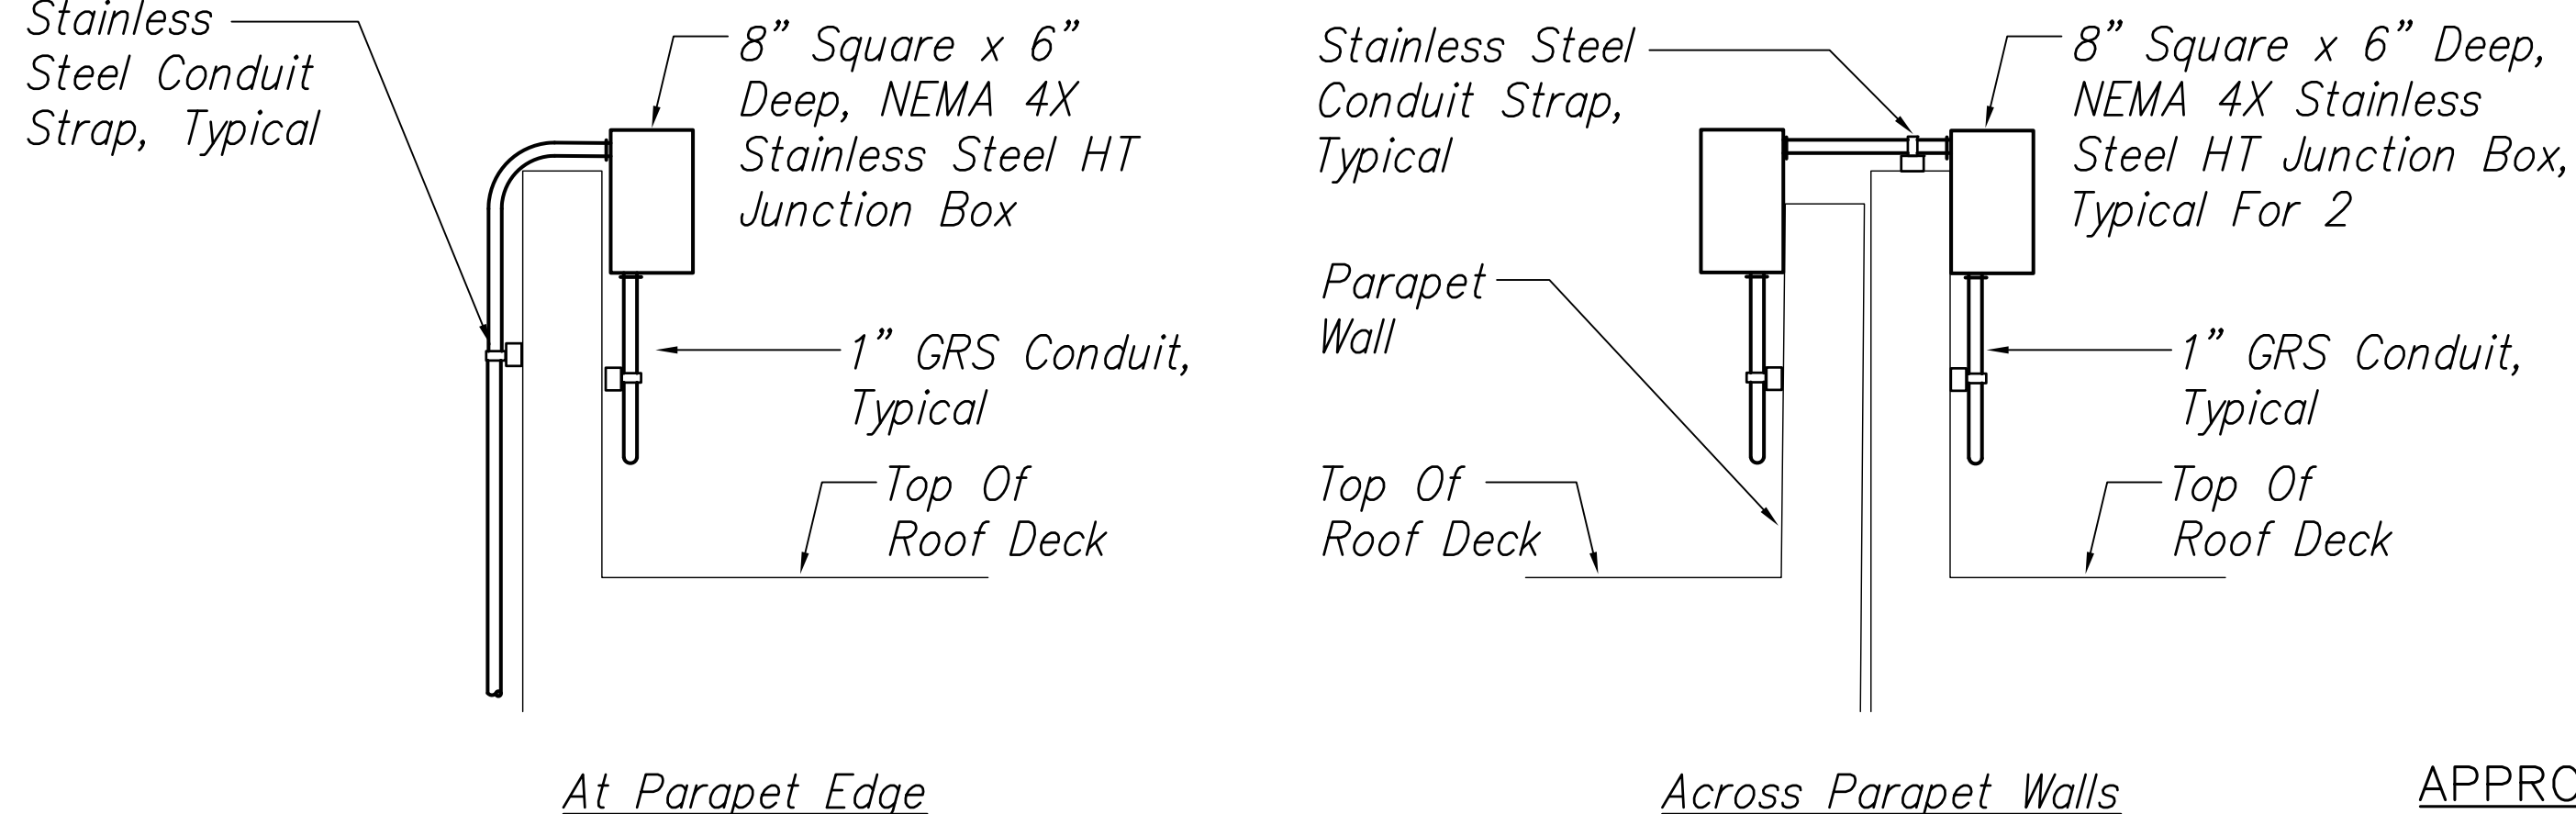 Stainless
Steel Conduit
Strap, Typical
8” Square x 6”
Deep, NEMA 4X
Stainless Steel HT
Junction Box
1” GRS Conduit,
Typical
Top Of
Roof Deck
At Parapet Edge
Stainless Steel
Conduit Strap,
Typical
8” Square x 6” Deep,
NEMA 4X Stainless
Steel HT Junction Box,
Typical For 2
Parapet
Wall
1” GRS Conduit,
Typical
Top Of
Roof Deck
Top Of
Roof Deck
Across Parapet Walls